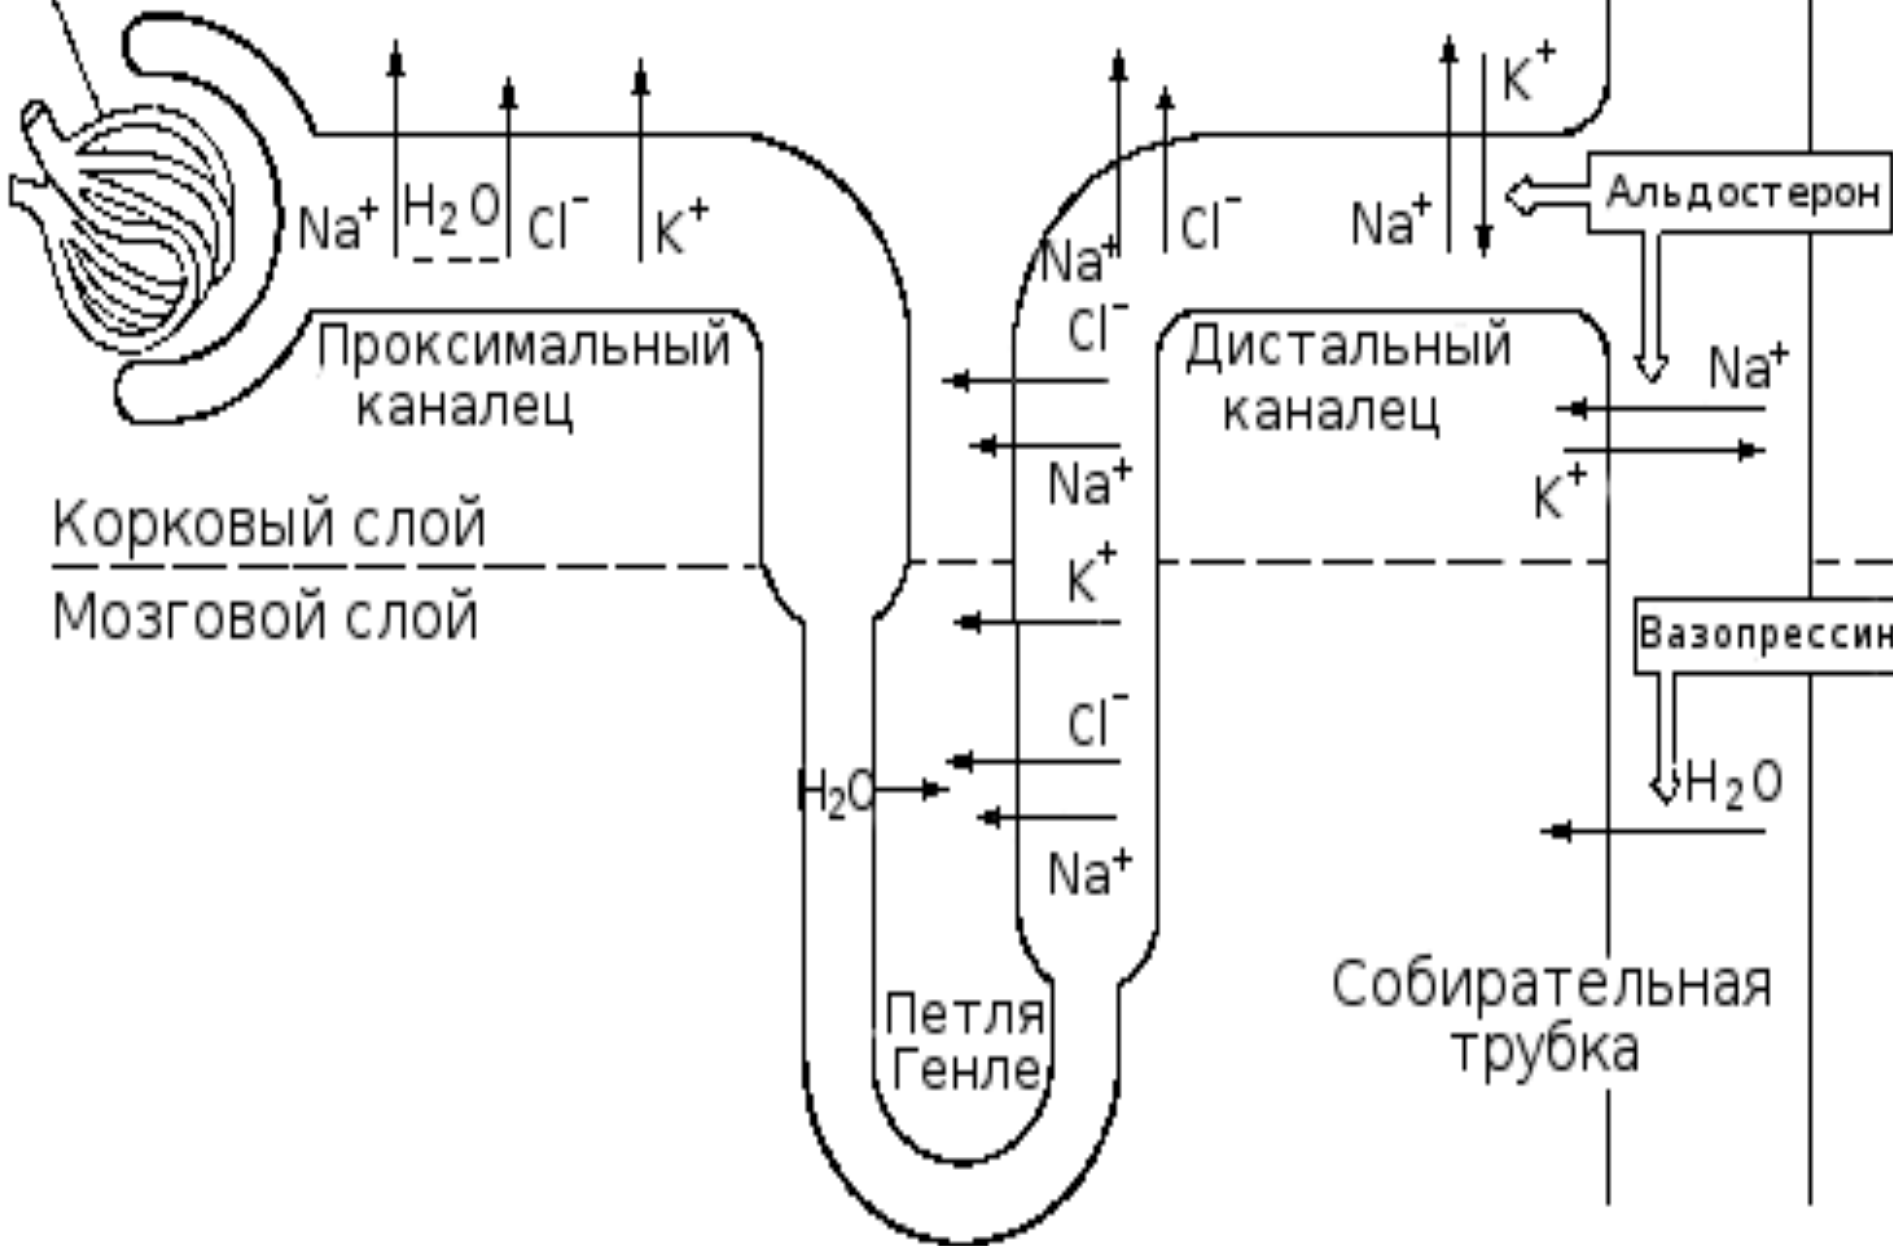 K⁺
Альдостерон
Na⁺ H₂O Cl⁻ K⁺
Na⁺ Cl⁻ Na⁺
Cl⁻
Проксимальный
каналец
Дистальный
каналец
Na⁺
Na⁺
K⁺
Корковый слой
Мозговой слой
K⁺
Вазопрессин
Cl⁻
H₂O
H₂O
Na⁺
Петля
Генле
Собирательная
трубка